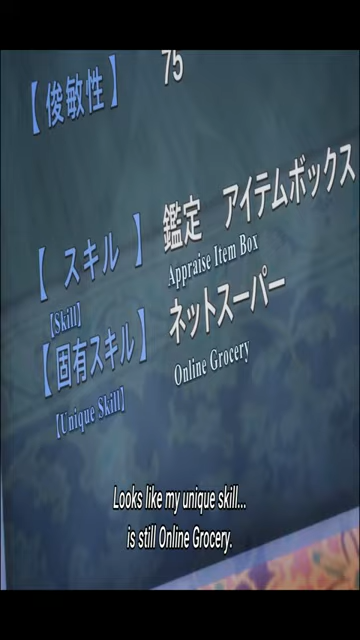 【俊敏性】 75
【 スキル 】 鑑定 アイテムボックス
[Skill] Appraise Item Box
【固有スキル】 ネットスーパー
[Unique Skill] Online Grocery
Looks like my unique skill...
is still Online Grocery.